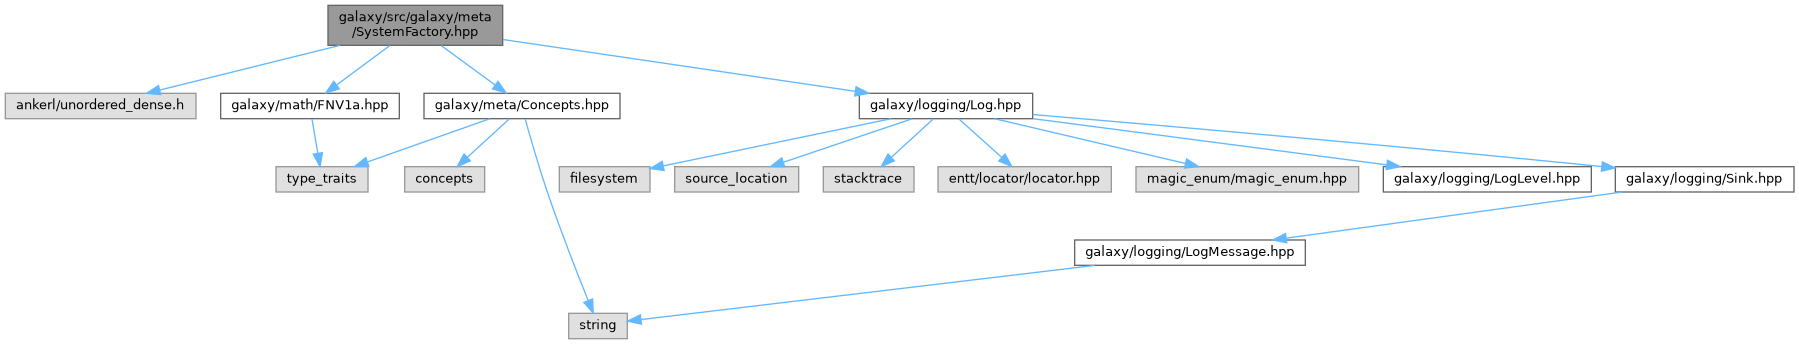 galaxy/src/galaxy/meta
/SystemFactory.hpp
ankerl/unordered_dense.h
galaxy/math/FNV1a.hpp
galaxy/meta/Concepts.hpp
galaxy/logging/Log.hpp
type_traits
concepts
filesystem
source_location
stacktrace
entt/locator/locator.hpp
magic_enum/magic_enum.hpp
galaxy/logging/LogLevel.hpp
galaxy/logging/Sink.hpp
galaxy/logging/LogMessage.hpp
string